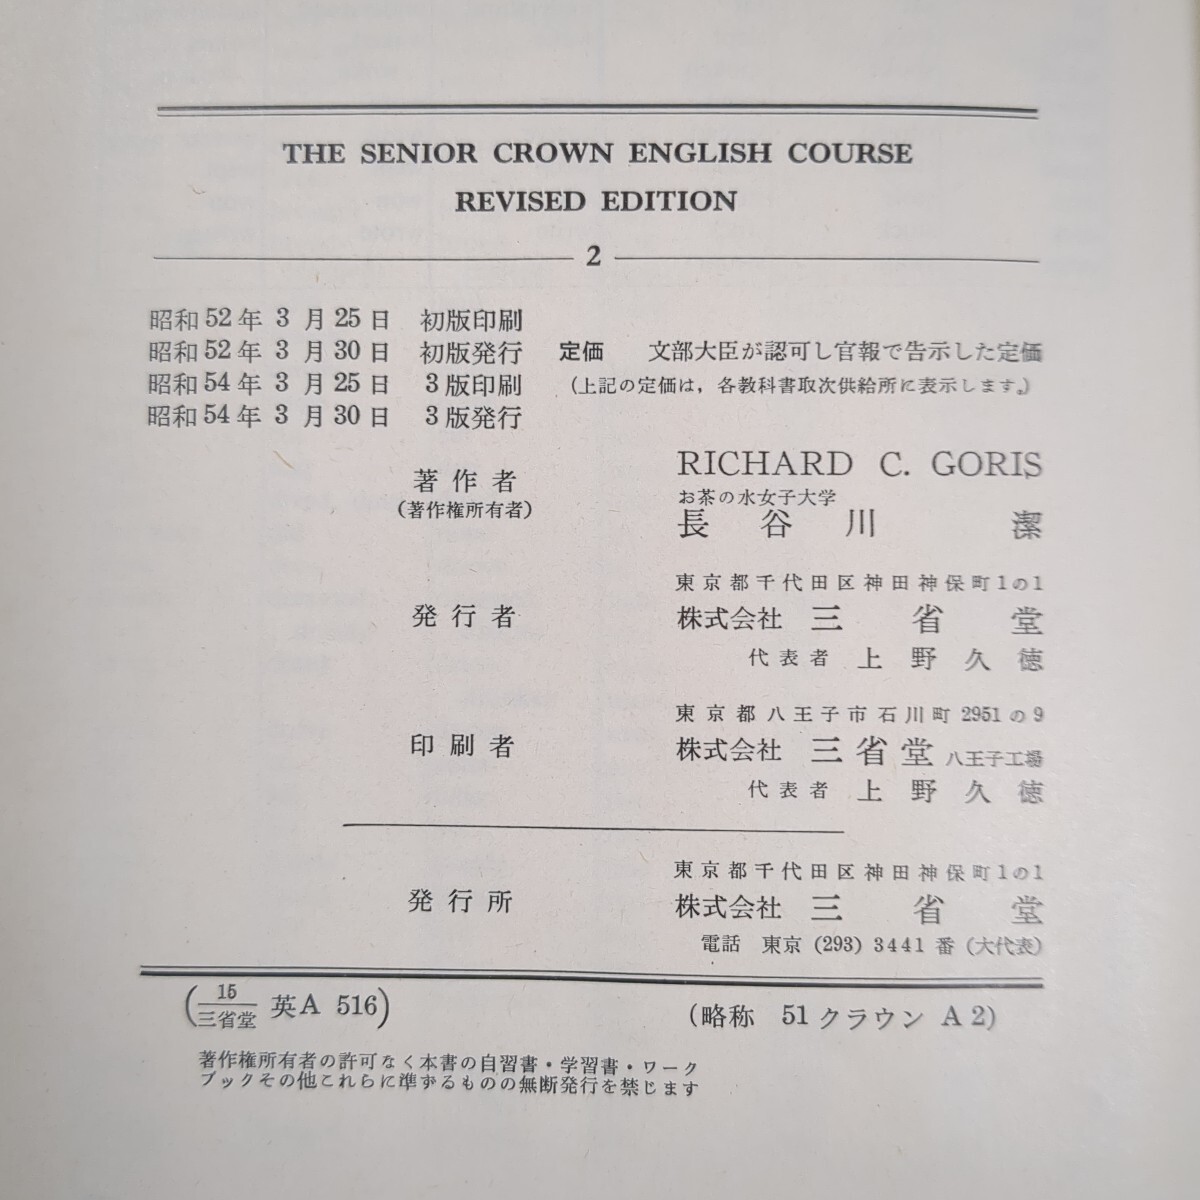 THE SENIOR CROWN ENGLISH COURSE
REVISED EDITION
2
昭和52年 3 月 25日 初版印刷
昭和52年 3 月 30日 初版発行 定価 文部大臣が認可し官報で告示した定価
昭和54年 3 月 25日 3版印刷 (上記の定価は，各教科書取次供給所に表示します。)
昭和54年 3 月 30日 3版発行
著作者 RICHARD C. GORIS
(著作権所有者) お茶の水女子大学
長谷川 潔
東京都千代田区神田神保町1の1
発行者 株式会社 三省堂
代表者 上野久徳
東京都八王子市石川町 2951の9
印刷者 株式会社 三省堂 八王子工場
代表者 上野久徳
東京都千代田区神田神保町1の1
発行所 株式会社 三省堂
電話 東京 (293) 3441 番 (大代表)
(15/三省堂 英A 516) (略称 51 クラウン A 2)
著作権所有者の許可なく本書の自習書・学習書・ワーク
ブックその他これらに準ずるものの無断発行を禁じます